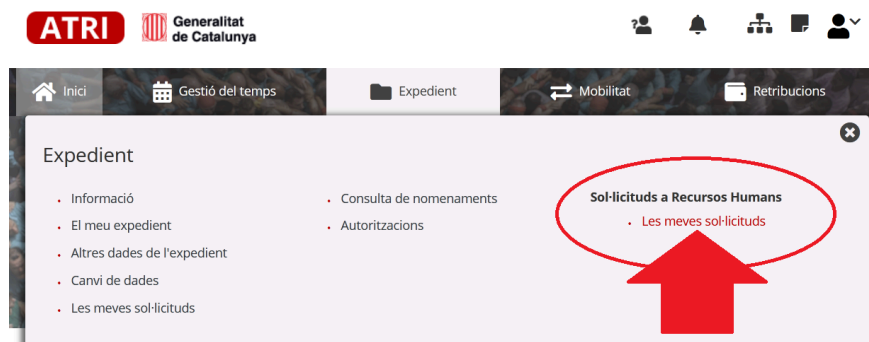 ATRI
Generalitat
de Catalunya
Inici
Gestió del temps
Expedient
Mobilitat
Retribucions
Expedient
Informació
El meu expedient
Altres dades de l'expedient
Canvi de dades
Les meves sol·licituds
Consulta de nomenaments
Autoritzacions
Sol·licituds a Recursos Humans
Les meves sol·licituds